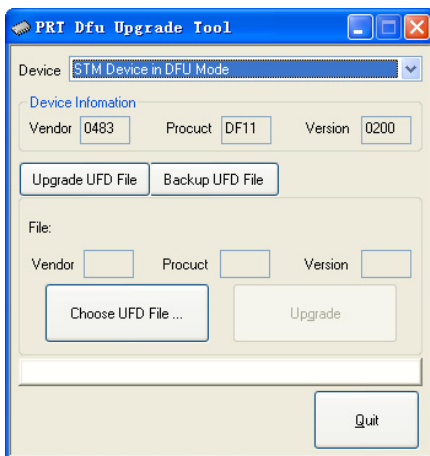 PRT Dfu Upgrade Tool
Device STM Device in DFU Mode
Device Infomation
Vendor 0483 Procuct DF11 Version 0200
Upgrade UFD File Backup UFD File
File:
Vendor Procuct Version
Choose UFD File ... Upgrade
Quit